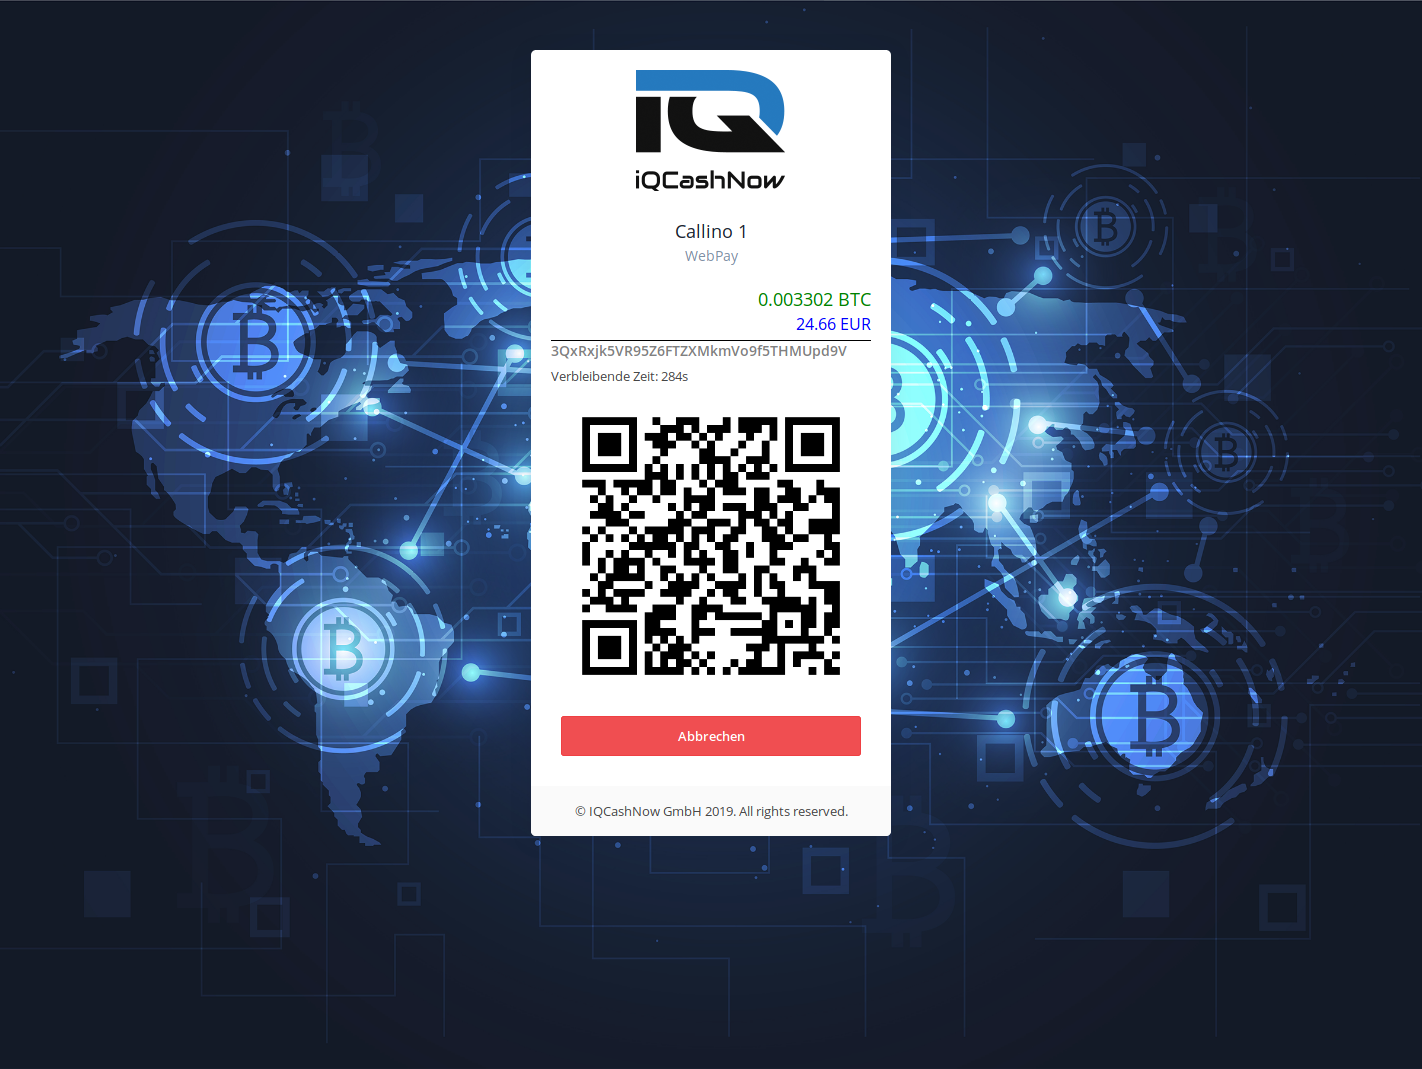 iQ
iQCashNow
Callino 1
WebPay
0.003302 BTC
24.66 EUR
3QxRxjk5VR95Z6FTZXMkmVo9f5THMUpd9V
Verbleibende Zeit: 284s
Abbrechen
© IQCashNow GmbH 2019. All rights reserved.